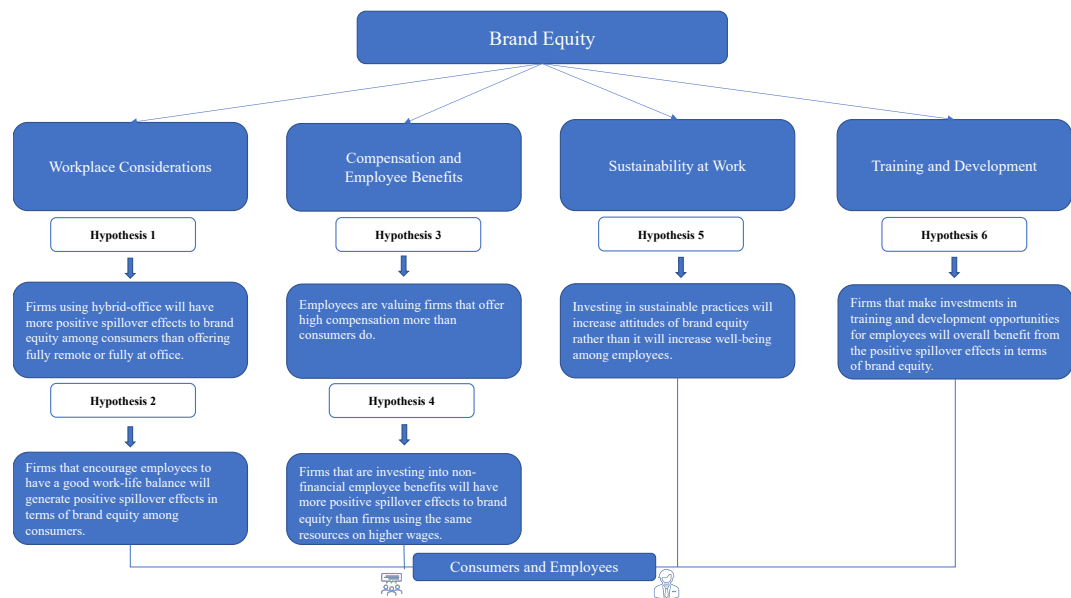 Brand Equity
Workplace Considerations
Compensation and
Employee Benefits
Sustainability at Work
Training and Development
Hypothesis 1
Hypothesis 3
Hypothesis 5
Hypothesis 6
Firms using hybrid-office will have
more positive spillover effects to brand
equity among consumers than offering
fully remote or fully at office.
Employees are valuing firms that offer
high compensation more than
consumers do.
Investing in sustainable practices will
increase attitudes of brand equity
rather than it will increase well-being
among employees.
Firms that make investments in
training and development opportunities
for employees will overall benefit from
the positive spillover effects in terms
of brand equity.
Hypothesis 2
Hypothesis 4
Firms that encourage employees to
have a good work-life balance will
generate positive spillover effects in
terms of brand equity among
consumers.
Firms that are investing into non-
financial employee benefits will have
more positive spillover effects to brand
equity than firms using the same
resources on higher wages.
Consumers and Employees